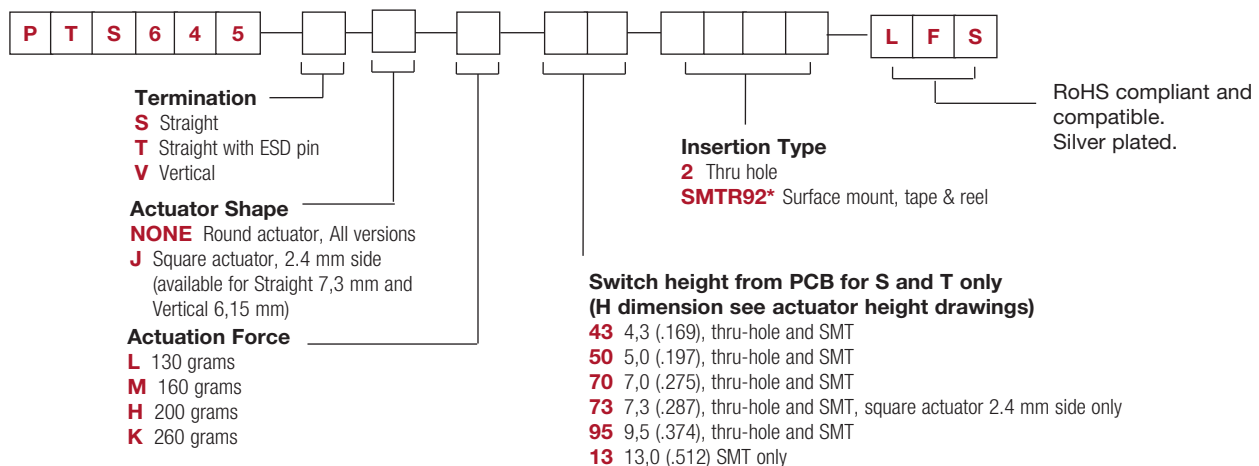 P T S 6 4 5 L F S
Termination
S Straight
T Straight with ESD pin
V Vertical
Actuator Shape
NONE Round actuator, All versions
J Square actuator, 2.4 mm side
(available for Straight 7,3 mm and
Vertical 6,15 mm)
Actuation Force
L 130 grams
M 160 grams
H 200 grams
K 260 grams
Insertion Type
2 Thru hole
SMTR92* Surface mount, tape & reel
Switch height from PCB for S and T only
(H dimension see actuator height drawings)
43 4,3 (.169), thru-hole and SMT
50 5,0 (.197), thru-hole and SMT
70 7,0 (.275), thru-hole and SMT
73 7,3 (.287), thru-hole and SMT, square actuator 2.4 mm side only
95 9,5 (.374), thru-hole and SMT
13 13,0 (.512) SMT only
RoHS compliant and
compatible.
Silver plated.